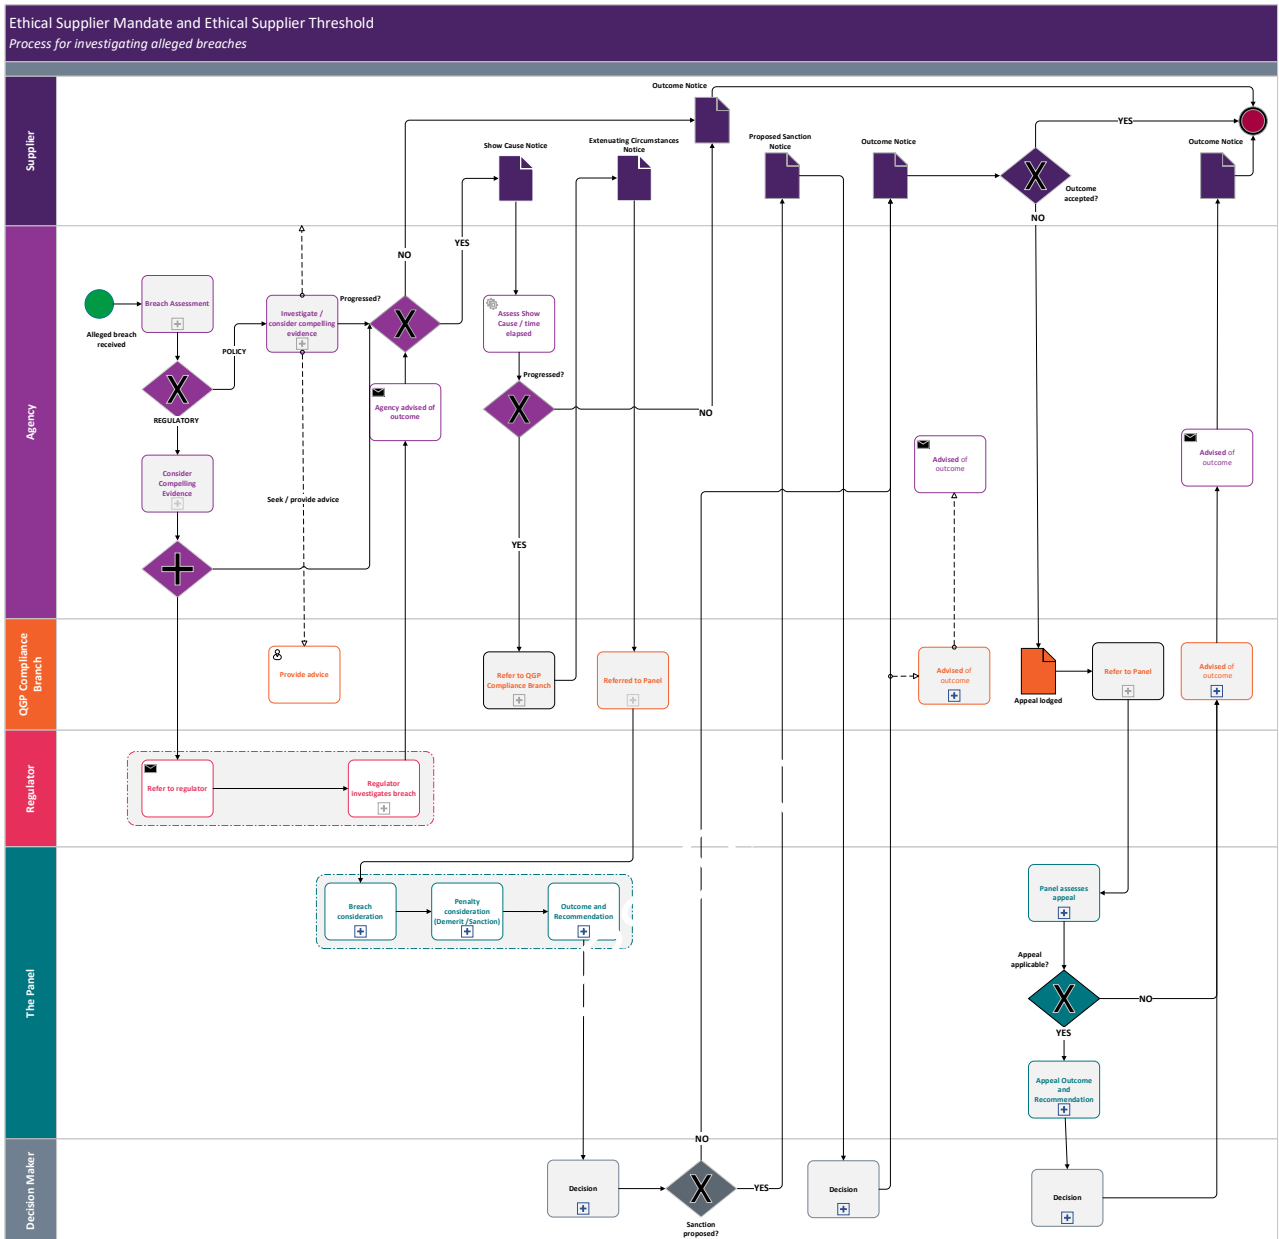 Ethical Supplier Mandate and Ethical Supplier Threshold
Process for investigating alleged breaches
Supplier
Outcome Notice
Show Cause Notice
Extenuating Circumstances
Notice
Proposed Sanction
Notice
Outcome Notice
YES
Outcome
accepted?
NO
Outcome Notice
Agency
Alleged breach
received
Breach Assessment
X
POLICY
REGULATORY
Consider
Compelling
Evidence
Investigate /
consider compelling
evidence
Progressed?
X
NO
YES
Agency advised of
outcome
Seek / provide advice
Assess Show
Cause / time
elapsed
Progressed?
X
NO
YES
X
Advised of
outcome
Advised of
outcome
QGP Compliance
Branch
Provide advice
Refer to QGP
Compliance Branch
Referred to Panel
Advised of
outcome
Appeal lodged
Refer to Panel
Advised of
outcome
Regulator
Refer to regulator
Regulator
investigates breach
The Panel
Breach
consideration
Penalty
consideration
(Demerit /Sanction)
Outcome and
Recommendation
Panel assesses
appeal
Appeal
applicable?
X
NO
YES
Appeal Outcome
and
Recommendation
Decision Maker
Decision
NO
X
YES
Sanction
proposed?
Decision
Decision